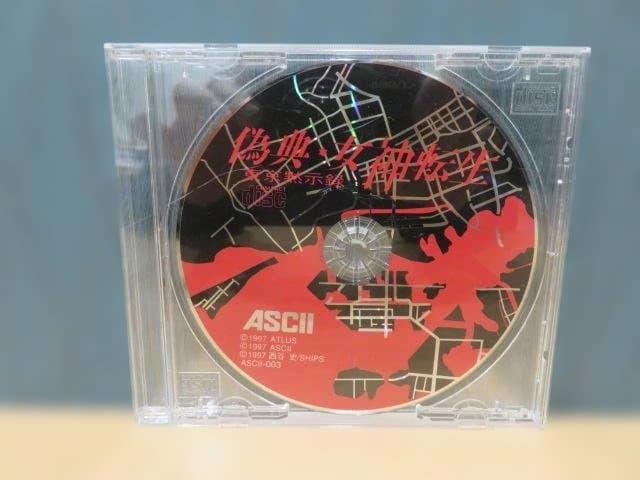 偽典・女神転生
東京黙示録
disc
disc
ASCII
©1997 ATLUS
©1997 ASCII
©1997 西谷 史/SHIPS
ASCII-003